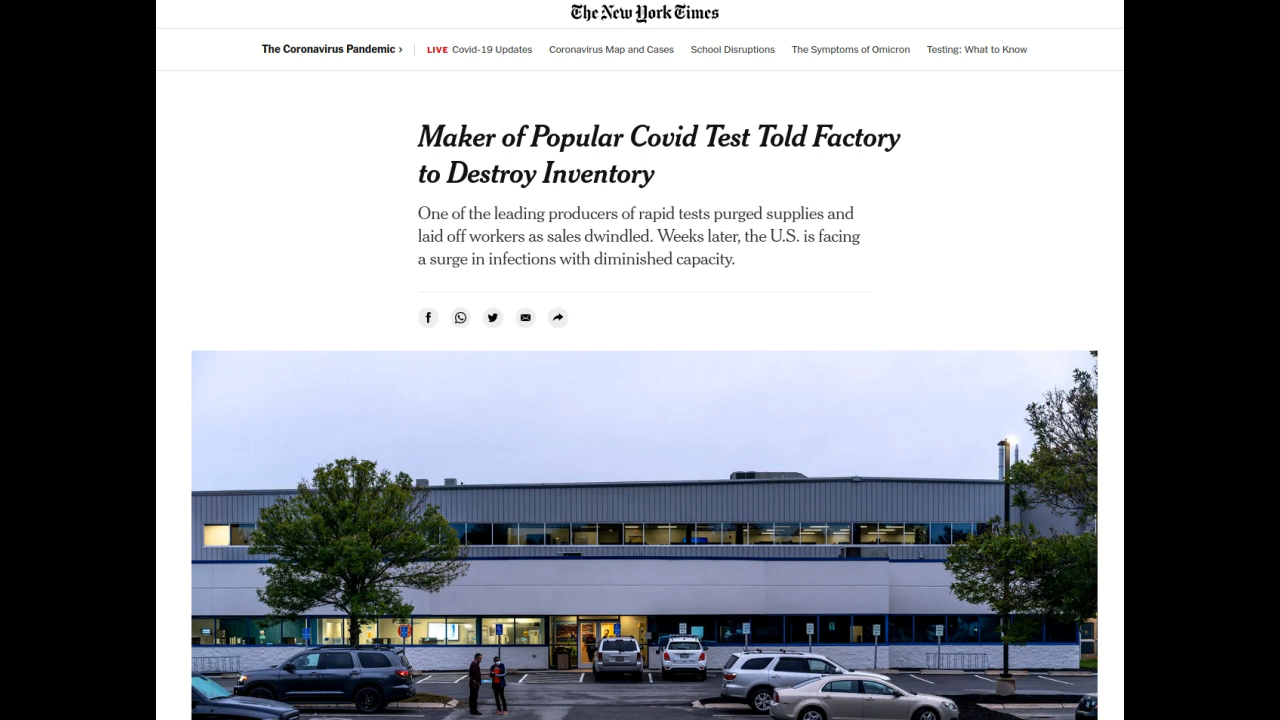 The New York Times
The Coronavirus Pandemic ›
LIVE Covid-19 Updates
Coronavirus Map and Cases
School Disruptions
The Symptoms of Omicron
Testing: What to Know
Maker of Popular Covid Test Told Factory
to Destroy Inventory
One of the leading producers of rapid tests purged supplies and
laid off workers as sales dwindled. Weeks later, the U.S. is facing
a surge in infections with diminished capacity.